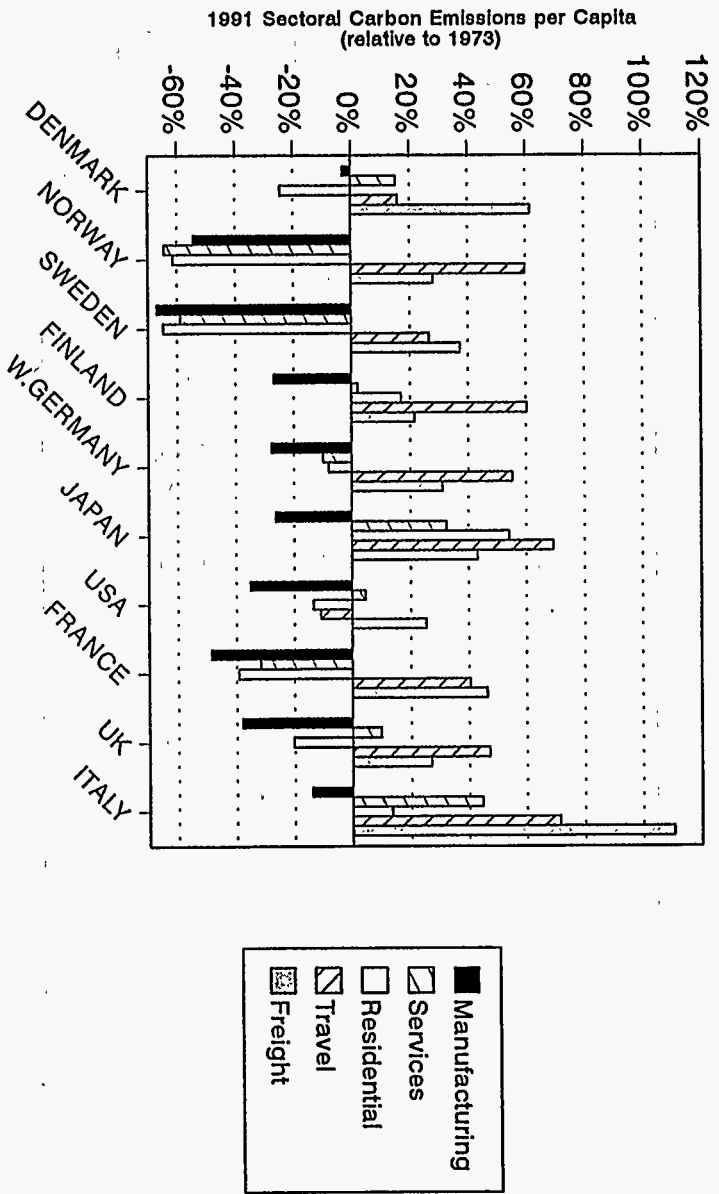 1991 Sectoral Carbon Emissions per Capita
(relative to 1973)
120%
100%
80%
60%
40%
20%
0%
-20%
-40%
-60%
DENMARK
NORWAY
SWEDEN
FINLAND
W.GERMANY
JAPAN
USA
FRANCE
UK
ITALY
Manufacturing
Services
Residential
Travel
Freight